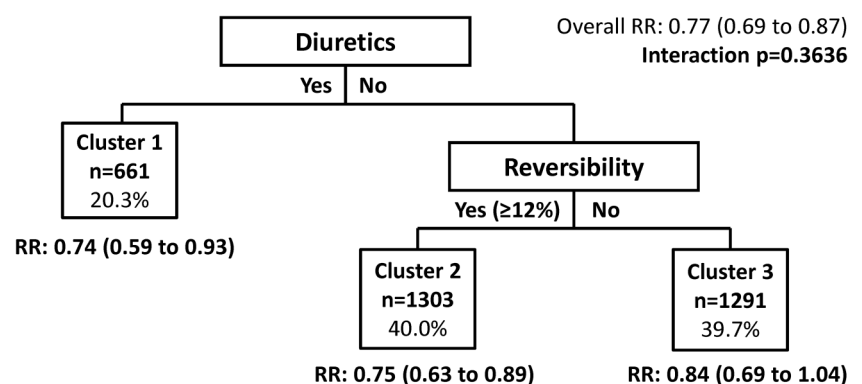 Overall RR: 0.77 (0.69 to 0.87)
Interaction p=0.3636
Diuretics
Yes No
Cluster 1
n=661
20.3%
RR: 0.74 (0.59 to 0.93)
Reversibility
Yes (≥12%) No
Cluster 2
n=1303
40.0%
RR: 0.75 (0.63 to 0.89)
Cluster 3
n=1291
39.7%
RR: 0.84 (0.69 to 1.04)